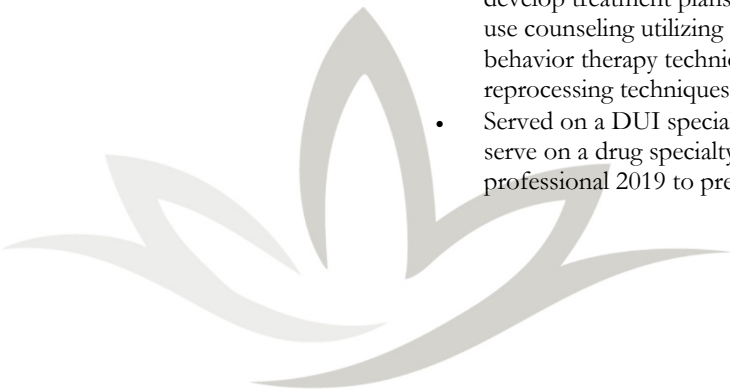 develop treatment plans
use counseling utilizing
behavior therapy techni
reprocessing techniques
• Served on a DUI specia
serve on a drug specialty
professional 2019 to pre